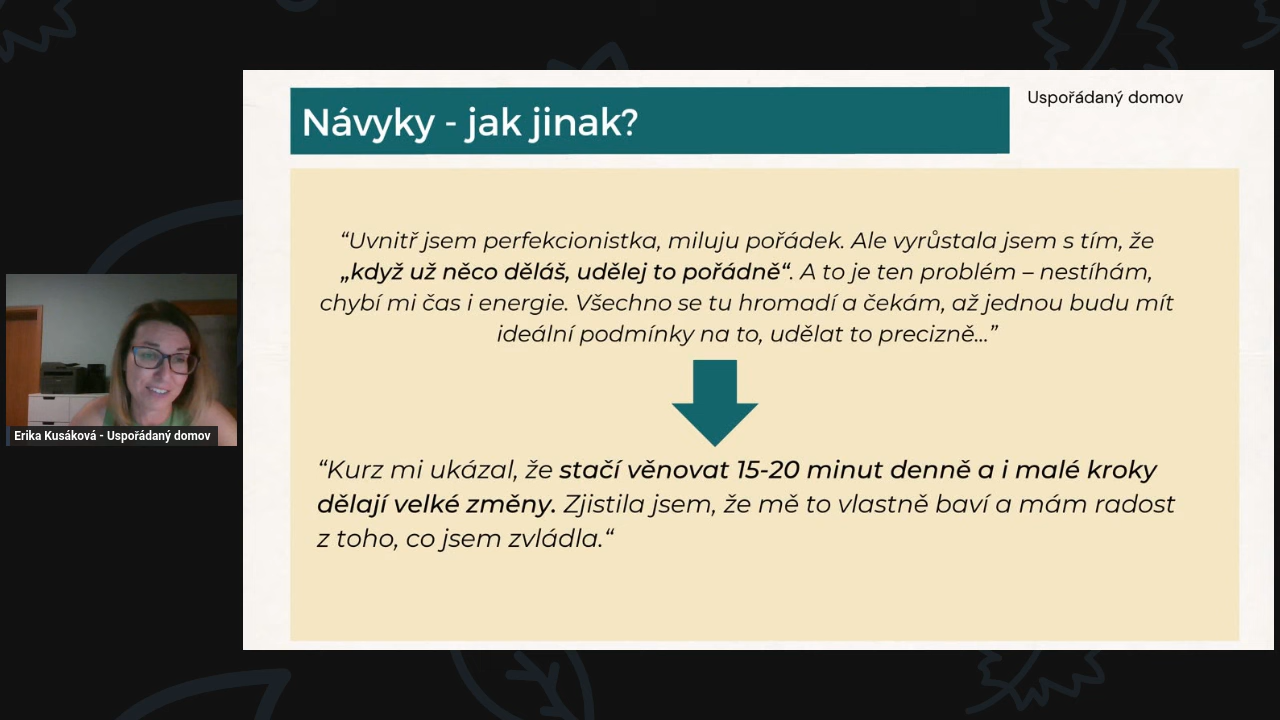 Návyky - jak jinak?
Uspořádaný domov
“Uvnitř jsem perfekcionistka, miluju pořádek. Ale vyrůstala jsem s tím, že
„když už něco děláš, udělej to pořádně“. A to je ten problém – nestíhám,
chybí mi čas i energie. Všechno se tu hromadí a čekám, až jednou budu mít
ideální podmínky na to, udělat to precizně...”
“Kurz mi ukázal, že stačí věnovat 15-20 minut denně a i malé kroky
dělají velké změny. Zjistila jsem, že mě to vlastně baví a mám radost
z toho, co jsem zvládla.“
Erika Kusáková - Uspořádaný domov